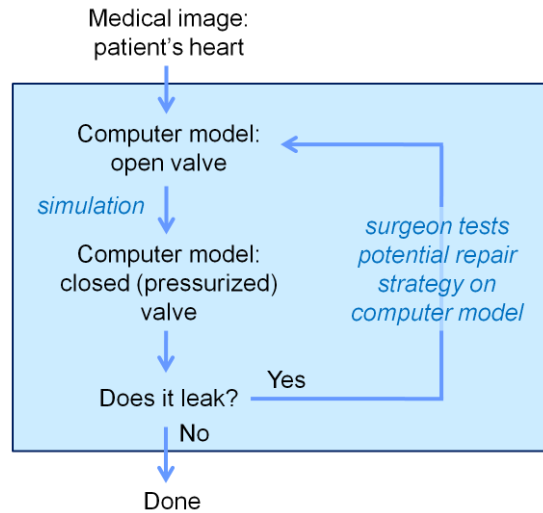 Medical image:
patient's heart
Computer model:
open valve
simulation
surgeon tests
potential repair
strategy on
computer model
Computer model:
closed (pressurized)
valve
Does it leak?
Yes
No
Done